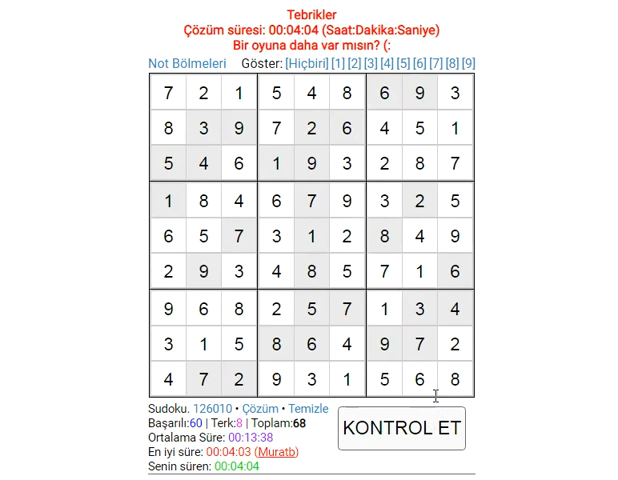 Tebrikler
Çözüm süresi: 00:04:04 (Saat:Dakika:Saniye)
Bir oyuna daha var mısın? (:
Not Bölmeleri Göster: [Hiçbiri] [1] [2] [3] [4] [5] [6] [7] [8] [9]
7 2 1 5 4 8 6 9 3
8 3 9 7 2 6 4 5 1
5 4 6 1 9 3 2 8 7
1 8 4 6 7 9 3 2 5
6 5 7 3 1 2 8 4 9
2 9 3 4 8 5 7 1 6
9 6 8 2 5 7 1 3 4
3 1 5 8 6 4 9 7 2
4 7 2 9 3 1 5 6 8
Sudoku. 126010 • Çözüm • Temizle
Başarılı:60 | Terk:8 | Toplam:68
Ortalama Süre: 00:13:38
En iyi süre: 00:04:03 (Muratb)
Senin süren: 00:04:04
KONTROL ET